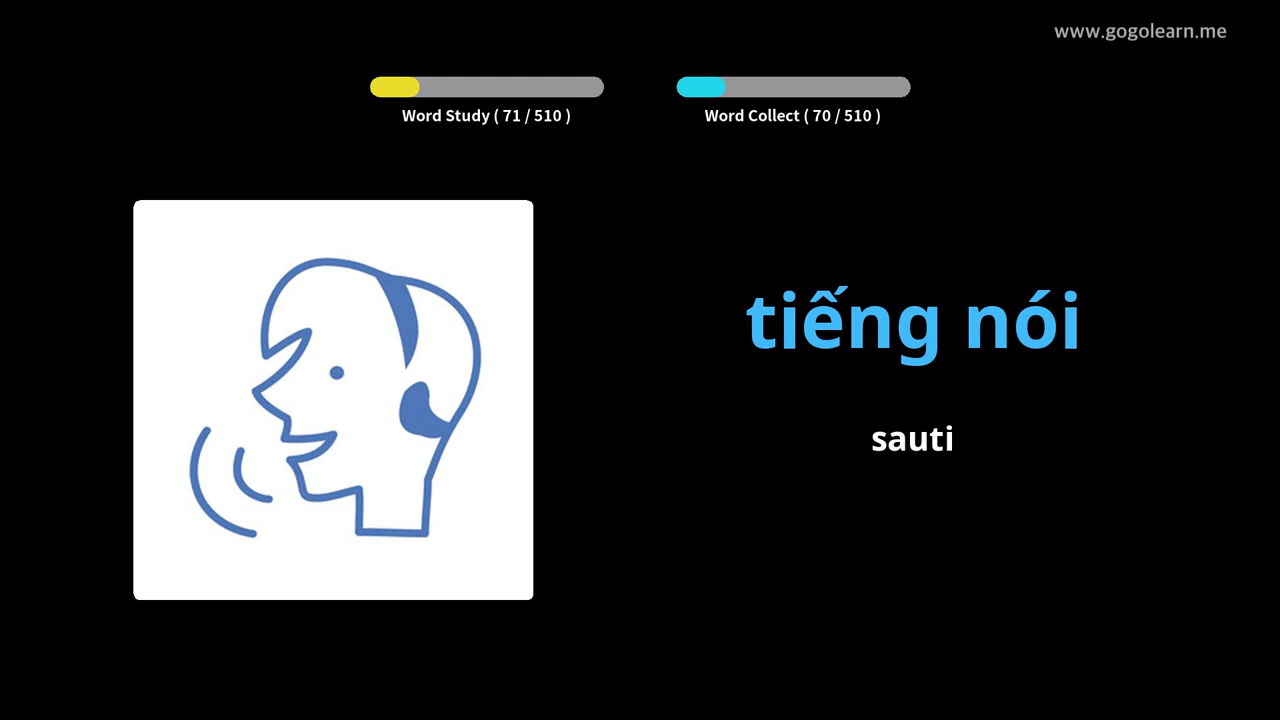 www.gogolearn.me
Word Study ( 71 / 510 )
Word Collect ( 70 / 510 )
tiếng nói
sauti